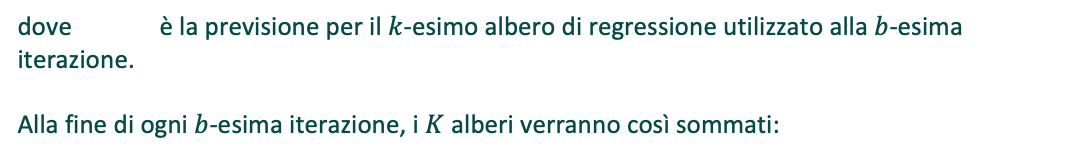 dove è la previsione per il k-esimo albero di regressione utilizzato alla b-esima
iterazione.
Alla fine di ogni b-esima iterazione, i K alberi verranno così sommati: